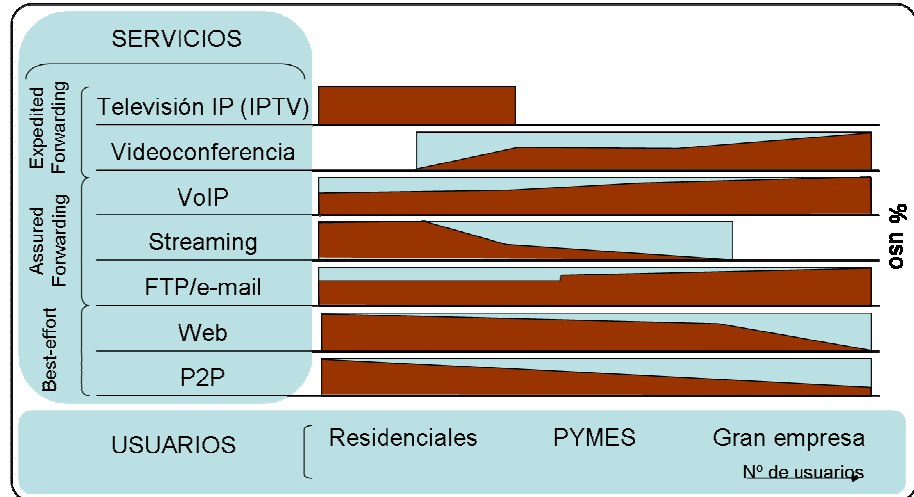 SERVICIOS
Expedited
Forwarding
Televisión IP (IPTV)
Videoconferencia
Assured
Forwarding
VoIP
Streaming
FTP/e-mail
Best-effort
Web
P2P
% uso
USUARIOS
Residenciales
PYMES
Gran empresa
Nº de usuarios